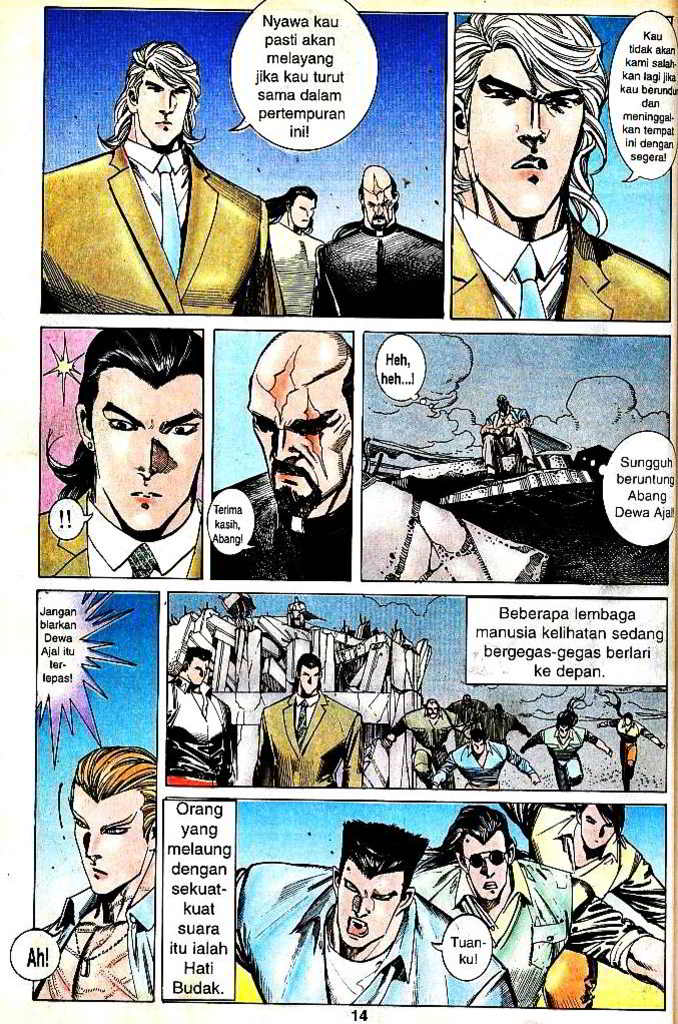 Nyawa kau
pasti akan
melayang
jika kau turut
sama dalam
pertempuran
ini!
Kau
tidak akan
kami salah-
kan lagi jika
kau berundur
dan
meninggal-
kan tempat
ini dengan
segera!
!!
Terima
kasih,
Abang!
Heh,
heh...!
Sungguh
beruntung
Abang
Dewa Ajal!
Jangan
biarkan
Dewa
Ajal itu
ter-
lepas!
Ah!
Beberapa lembaga
manusia kelihatan sedang
bergegas-gegas berlari
ke depan.
Orang
yang
melaung
dengan
sekuat-
kuat
suara
itu ialah
Hati
Budak.
Tuan-
ku!
14